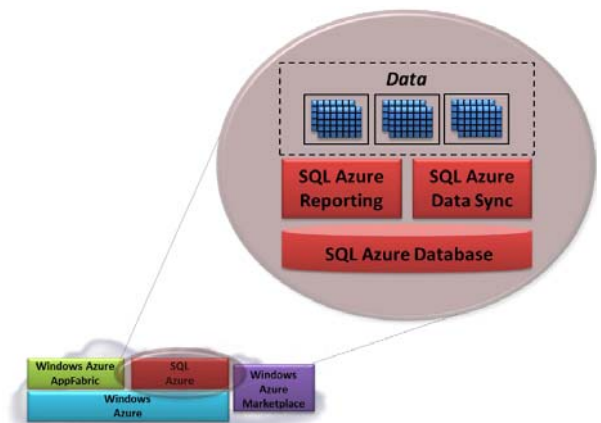 Data
SQL Azure
Reporting
SQL Azure
Data Sync
SQL Azure Database
Windows Azure
AppFabric
SQL
Azure
Windows
Azure
Windows
Azure
Marketplace